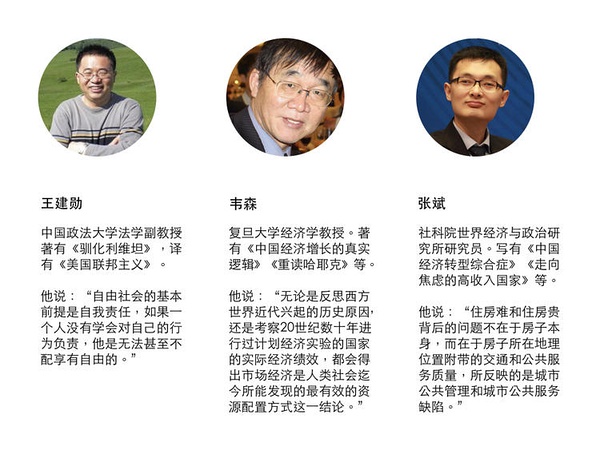 王建勋
中国政法大学法学副教授
著有《驯化利维坦》，译
有《美国联邦主义》。
他说：“自由社会的基本
前提是自我责任，如果一
个人没有学会对自己的行
为负责，他是无法甚至不
配享有自由的。”
韦森
复旦大学经济学教授。著
有《中国经济增长的真实
逻辑》《重读哈耶克》等。
他说：“无论是反思西方
世界近代兴起的历史原因，
还是考察20世纪数十年进
行过计划经济实验的国家
的实际经济绩效，都会得
出市场经济是人类社会迄
今所能发现的最有效的资
源配置方式这一结论。”
张斌
社科院世界经济与政治研
究所研究员。写有《中国
经济转型综合症》《走向
焦虑的高收入国家》等。
他说：“住房难和住房贵
背后的问题不在于房子本
身，而在于房子所在地理
位置附带的交通和公共服
务质量，所反映的是城市
公共管理和城市公共服务
缺陷。”